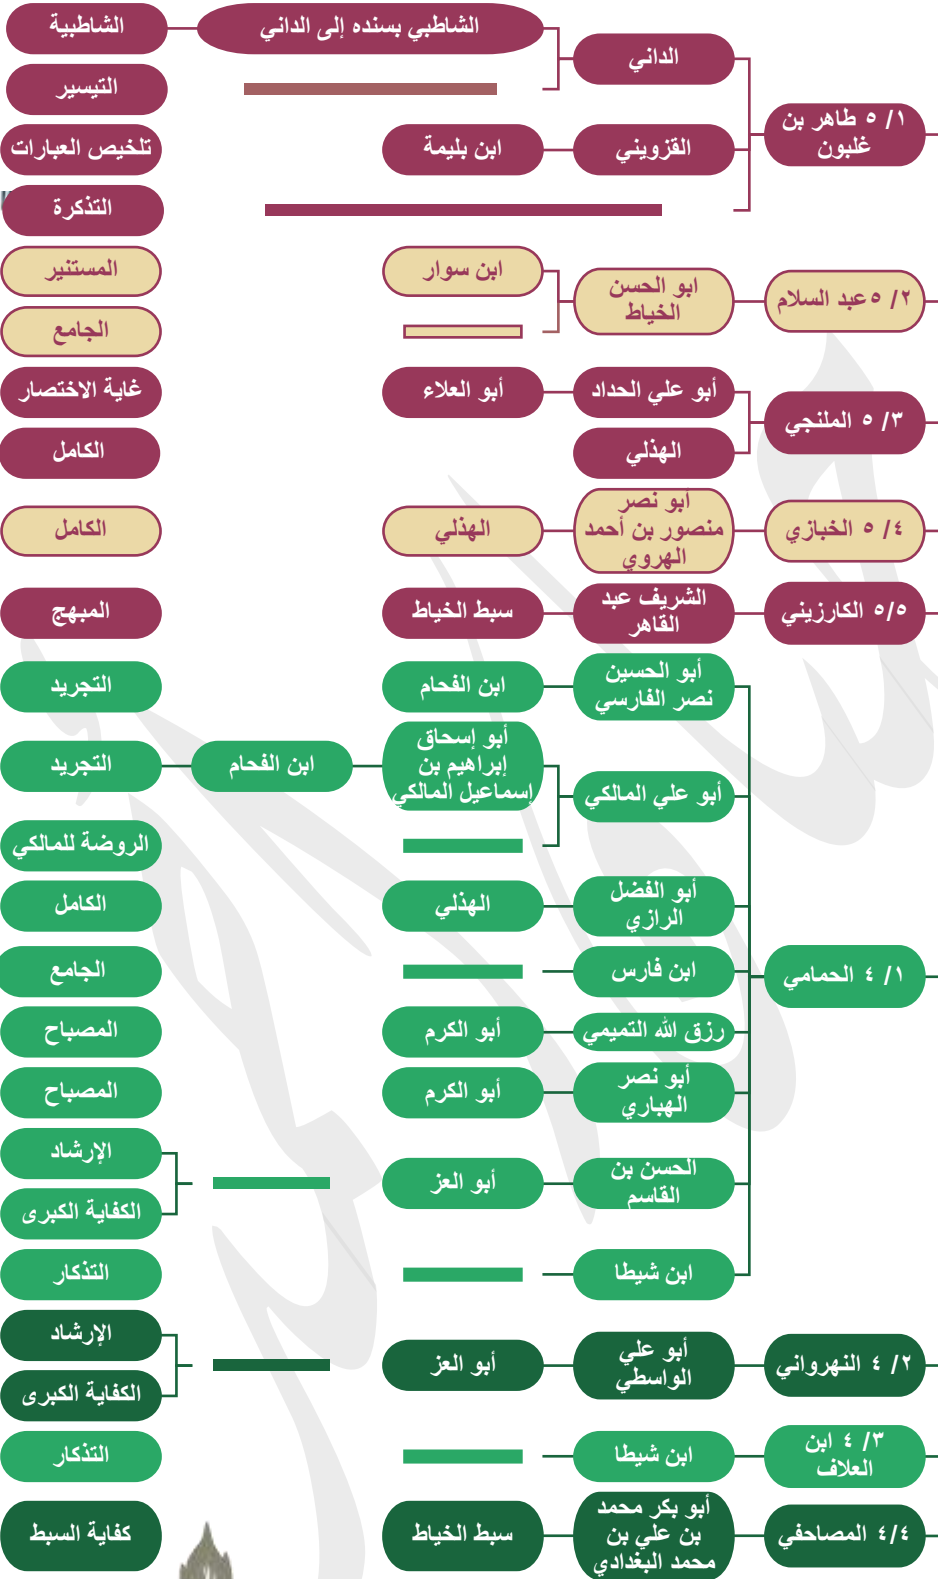 ١/ ٥ طاهر بن
غلبون
الداني
الشاطبي بسنده إلى الداني
الشاطبية
التيسير
القزويني
ابن بليمة
تلخيص العبارات
التذكرة
٢/ ٥عبد السلام
ابو الحسن
الخياط
ابن سوار
المستنير
الجامع
٣/ ٥ الملنجي
أبو علي الحداد
أبو العلاء
غاية الاختصار
الهذلي
الكامل
٤/ ٥ الخبازي
أبو نصر
منصور بن أحمد
الهروي
الهذلي
الكامل
٥/٥ الكارزيني
الشريف عبد
القاهر
سبط الخياط
المبهج
١/ ٤ الحمامي
أبو الحسين
نصر الفارسي
ابن الفحام
التجريد
أبو علي المالكي
أبو إسحاق
إبراهيم بن
إسماعيل المالكي
ابن الفحام
التجريد
الروضة للمالكي
أبو الفضل
الرازي
الهذلي
الكامل
ابن فارس
الجامع
رزق الله التميمي
أبو الكرم
المصباح
أبو نصر
الهباري
أبو الكرم
المصباح
الحسن بن
القاسم
أبو العز
الإرشاد
الكفاية الكبرى
ابن شيطا
التذكار
٢/ ٤ النهرواني
أبو علي
الواسطي
أبو العز
الإرشاد
الكفاية الكبرى
٣/ ٤ ابن
العلاف
ابن شيطا
التذكار
٤/٤ المصاحفي
أبو بكر محمد
بن علي بن
محمد البغدادي
سبط الخياط
كفاية السبط